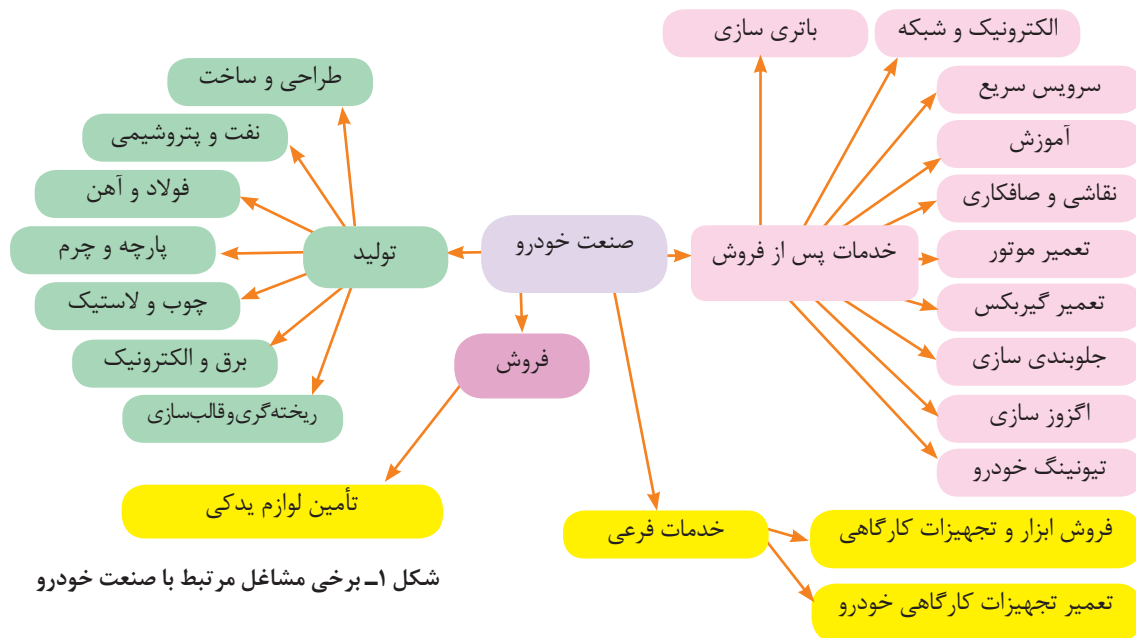 صنعت خودرو
خدمات پس از فروش
باتری سازی
الکترونیک و شبکه
سرویس سریع
آموزش
نقاشی و صافکاری
تعمیر موتور
تعمیر گیربکس
جلوبندی سازی
اگزوز سازی
تیونینگ خودرو
تولید
طراحی و ساخت
نفت و پتروشیمی
فولاد و آهن
پارچه و چرم
چوب و لاستیک
برق و الکترونیک
ریخته‌گری‌وقالب‌سازی
فروش
تأمین لوازم یدکی
خدمات فرعی
فروش ابزار و تجهیزات کارگاهی
تعمیر تجهیزات کارگاهی خودرو
شکل ۱ـ برخی مشاغل مرتبط با صنعت خودرو